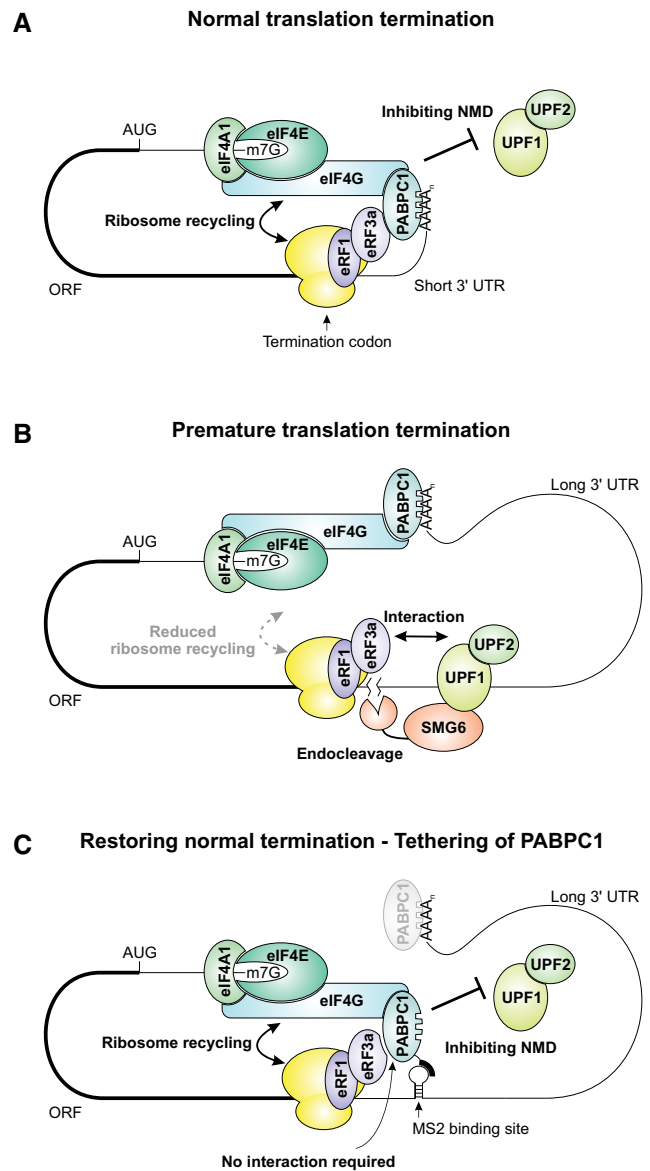 A
Normal translation termination
Inhibiting NMD
UPF2
UPF1
AUG
eIF4A1
eIF4E
m7G
eIF4G
PABPC1
AAAAn
Ribosome recycling
eRF3a
eRF1
Short 3' UTR
ORF
Termination codon
B
Premature translation termination
Long 3' UTR
PABPC1
AAAAn
eIF4G
AUG
eIF4A1
eIF4E
m7G
Interaction
Reduced
ribosome recycling
eRF3a
eRF1
UPF2
UPF1
ORF
SMG6
Endocleavage
C
Restoring normal termination - Tethering of PABPC1
Long 3' UTR
PABPC1
AAAAn
AUG
eIF4A1
eIF4E
m7G
eIF4G
PABPC1
UPF2
UPF1
Ribosome recycling
Inhibiting NMD
eRF3a
eRF1
ORF
MS2 binding site
No interaction required